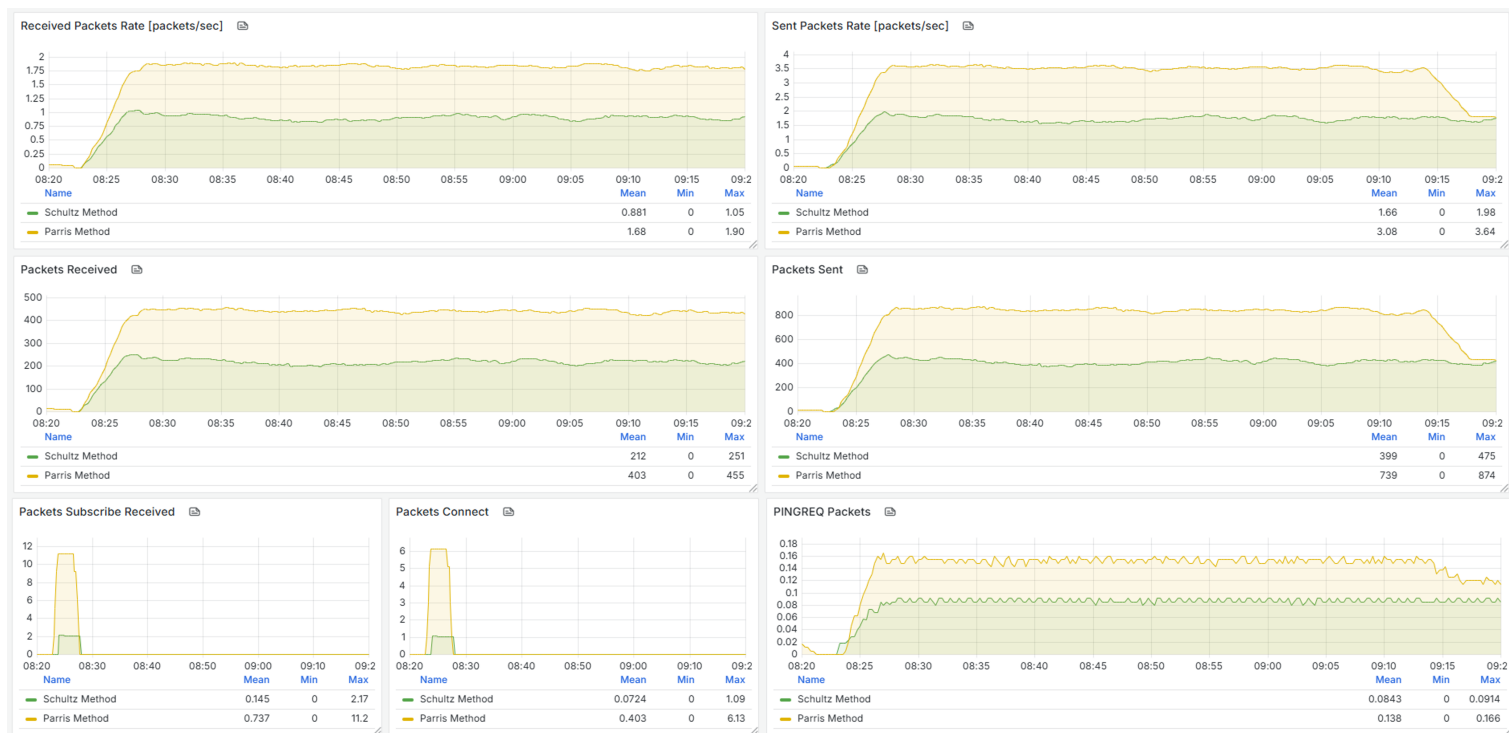 Received Packets Rate [packets/sec]
2
1.75
1.5
1.25
1
0.75
0.5
0.25
0
08:20 08:25 08:30 08:35 08:40 08:45 08:50 08:55 09:00 09:05 09:10 09:15 09:2
Name Mean Min Max
Schultz Method 0.881 0 1.05
Parris Method 1.68 0 1.90
Sent Packets Rate [packets/sec]
4
3.5
3
2.5
2
1.5
1
0.5
0
08:20 08:25 08:30 08:35 08:40 08:45 08:50 08:55 09:00 09:05 09:10 09:15 09:2
Name Mean Min Max
Schultz Method 1.66 0 1.98
Parris Method 3.08 0 3.64
Packets Received
500
400
300
200
100
0
08:20 08:25 08:30 08:35 08:40 08:45 08:50 08:55 09:00 09:05 09:10 09:15 09:2
Name Mean Min Max
Schultz Method 212 0 251
Parris Method 403 0 455
Packets Sent
800
600
400
200
0
08:20 08:25 08:30 08:35 08:40 08:45 08:50 08:55 09:00 09:05 09:10 09:15 09:2
Name Mean Min Max
Schultz Method 399 0 475
Parris Method 739 0 874
Packets Subscribe Received
12
10
8
6
4
2
0
08:20 08:30 08:40 08:50 09:00 09:10 09:2
Name Mean Min Max
Schultz Method 0.145 0 2.17
Parris Method 0.737 0 11.2
Packets Connect
6
5
4
3
2
1
0
08:20 08:30 08:40 08:50 09:00 09:10 09:2
Name Mean Min Max
Schultz Method 0.0724 0 1.09
Parris Method 0.403 0 6.13
PINGREQ Packets
0.18
0.16
0.14
0.12
0.1
0.08
0.06
0.04
0.02
0
08:20 08:25 08:30 08:35 08:40 08:45 08:50 08:55 09:00 09:05 09:10 09:15 09:2
Name Mean Min Max
Schultz Method 0.0843 0 0.0914
Parris Method 0.138 0 0.166